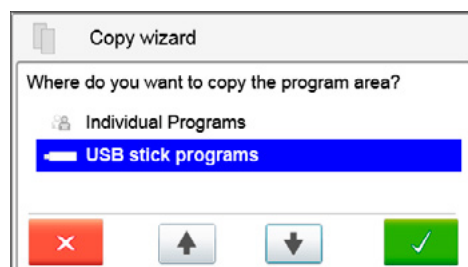 Copy wizard
Where do you want to copy the program area?
Individual Programs
USB stick programs